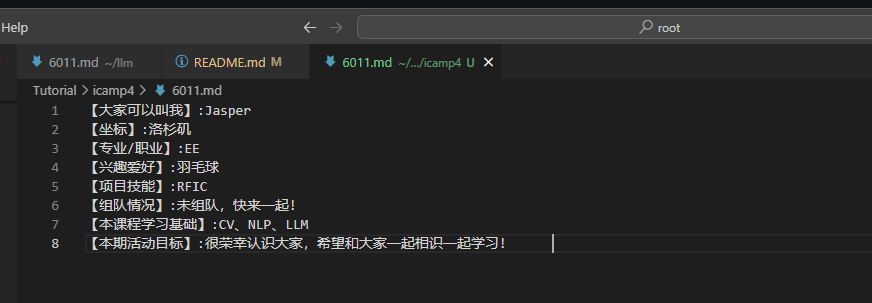 Help
root
6011.md ~/llm
README.md M
6011.md ~/.../icamp4 U
Tutorial > icamp4 > 6011.md
1 【大家可以叫我】:Jasper
2 【坐标】:洛杉矶
3 【专业/职业】:EE
4 【兴趣爱好】:羽毛球
5 【项目技能】:RFIC
6 【组队情况】:未组队，快来一起！
7 【本课程学习基础】:CV、NLP、LLM
8 【本期活动目标】:很荣幸认识大家，希望和大家一起相识一起学习！